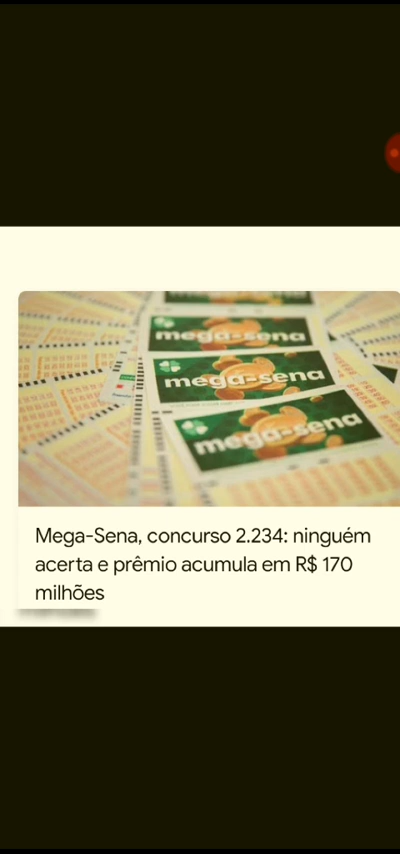 mega-sena
mega-sena
mega-sena
Mega-Sena, concurso 2.234: ninguém
acerta e prêmio acumula em R$ 170
milhões